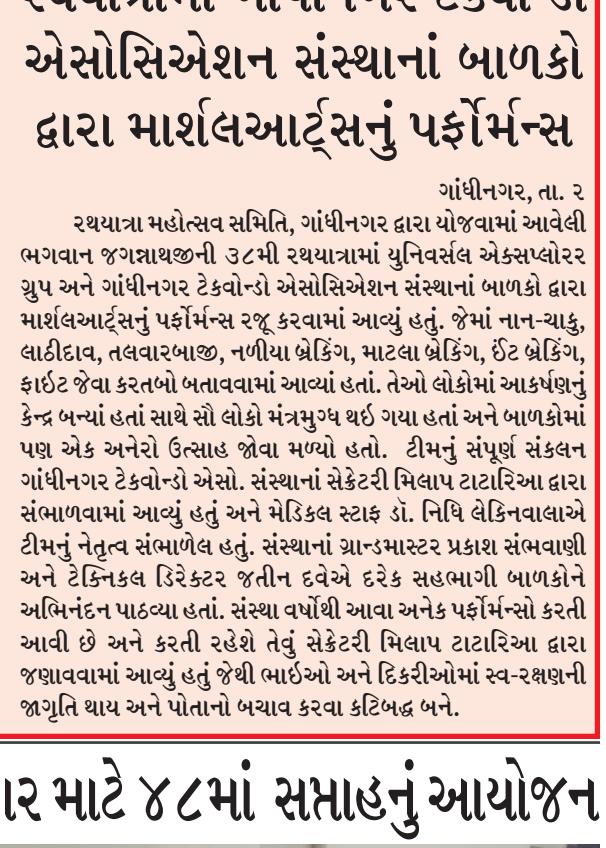 એસોસિએશન સંસ્થાનાં બાળકો
દ્વારા માર્શલઆર્ટ્સનું પર્ફોર્મન્સ
ગાંધીનગર, તા. ૨
રથયાત્રા મહોત્સવ સમિતિ, ગાંધીનગર દ્વારા યોજવામાં આવેલી
ભગવાન જગન્નાથજીની ૩૮મી રથયાત્રામાં યુનિવર્સલ એક્સપ્લોરર
ગ્રુપ અને ગાંધીનગર ટેકવોન્ડો એસોસિએશન સંસ્થાનાં બાળકો દ્વારા
માર્શલઆર્ટ્સનું પર્ફોર્મન્સ રજૂ કરવામાં આવ્યું હતું. જેમાં નાન-ચાકુ,
લાઠીદાવ, તલવારબાજી, નળીયા બ્રેકિંગ, માટલા બ્રેકિંગ, ઈંટ બ્રેકિંગ,
ફાઇટ જેવા કરતબો બતાવવામાં આવ્યાં હતાં. તેઓ લોકોમાં આકર્ષણનું
કેન્દ્ર બન્યાં હતાં સાથે સૌ લોકો મંત્રમુગ્ધ થઇ ગયા હતાં અને બાળકોમાં
પણ એક અનેરો ઉત્સાહ જોવા મળ્યો હતો. ટીમનું સંપૂર્ણ સંકલન
ગાંધીનગર ટેકવોન્ડો એસો. સંસ્થાનાં સેક્રેટરી મિલાપ ટાટારિઆ દ્વારા
સંભાળવામાં આવ્યું હતું અને મેડિકલ સ્ટાફ ડૉ. નિધિ લેકિનવાલાએ
ટીમનું નેતૃત્વ સંભાળેલ હતું. સંસ્થાનાં ગ્રાન્ડમાસ્ટર પ્રકાશ સંભવાણી
અને ટેક્નિકલ ડિરેક્ટર જતીન દવેએ દરેક સહભાગી બાળકોને
અભિનંદન પાઠવ્યા હતાં. સંસ્થા વર્ષોથી આવા અનેક પર્ફોર્મન્સો કરતી
આવી છે અને કરતી રહેશે તેવું સેક્રેટરી મિલાપ ટાટારિઆ દ્વારા
જણાવવામાં આવ્યું હતું જેથી ભાઇઓ અને દિકરીઓમાં સ્વ-રક્ષણની
જાગૃતિ થાય અને પોતાનો બચાવ કરવા કટિબદ્ધ બને.
માટે ૪૮માં સપ્તાહનું આયોજન